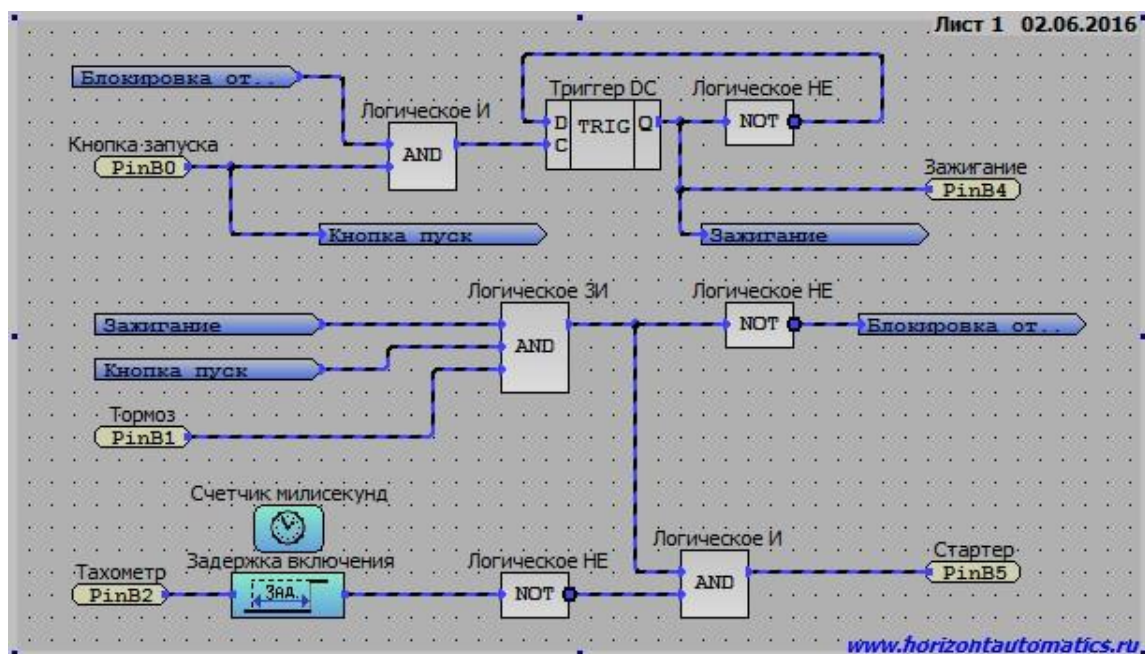 Лист 1 02.06.2016
Блокировка от..
Логическое И
Триггер DC
Логическое НЕ
D
TRIG
Q
C
NOT
AND
Кнопка запуска
PinB0
Зажигание
PinB4
Кнопка пуск
Зажигание
Логическое 3И
Логическое НЕ
Зажигание
AND
NOT
Блокировка от..
Кнопка пуск
Тормоз
PinB1
Счетчик милисекунд
Задержка включения
Логическое НЕ
Логическое И
Стартер
Тахометр
PinB2
ЗАД.
NOT
AND
PinB5
www.horizontautomatics.ru